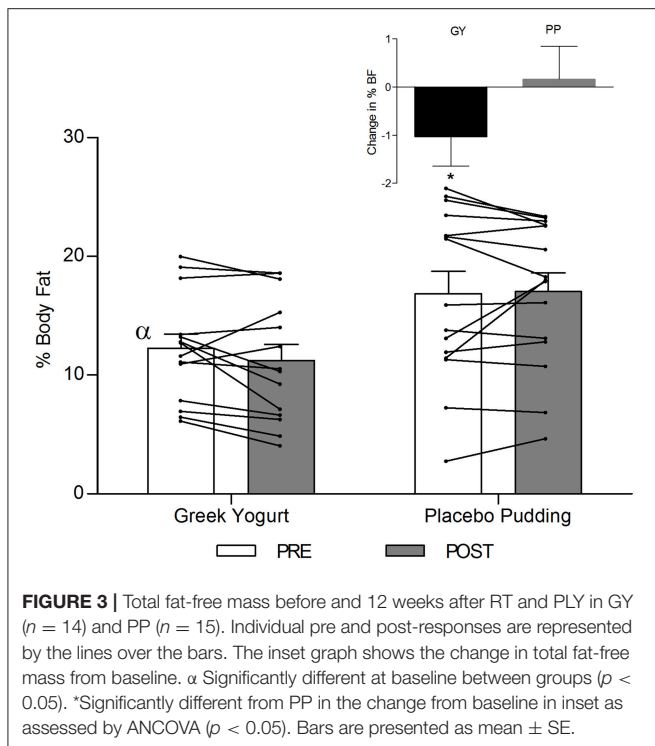 GY PP
1
0
-1
-2
Change in % BF
*
30
20
10
0
% Body Fat
α
Greek Yogurt Placebo Pudding
PRE POST
FIGURE 3 | Total fat-free mass before and 12 weeks after RT and PLY in GY
(n = 14) and PP (n = 15). Individual pre and post-responses are represented
by the lines over the bars. The inset graph shows the change in total fat-free
mass from baseline. α Significantly different at baseline between groups (p <
0.05). *Significantly different from PP in the change from baseline in inset as
assessed by ANCOVA (p < 0.05). Bars are presented as mean ± SE.